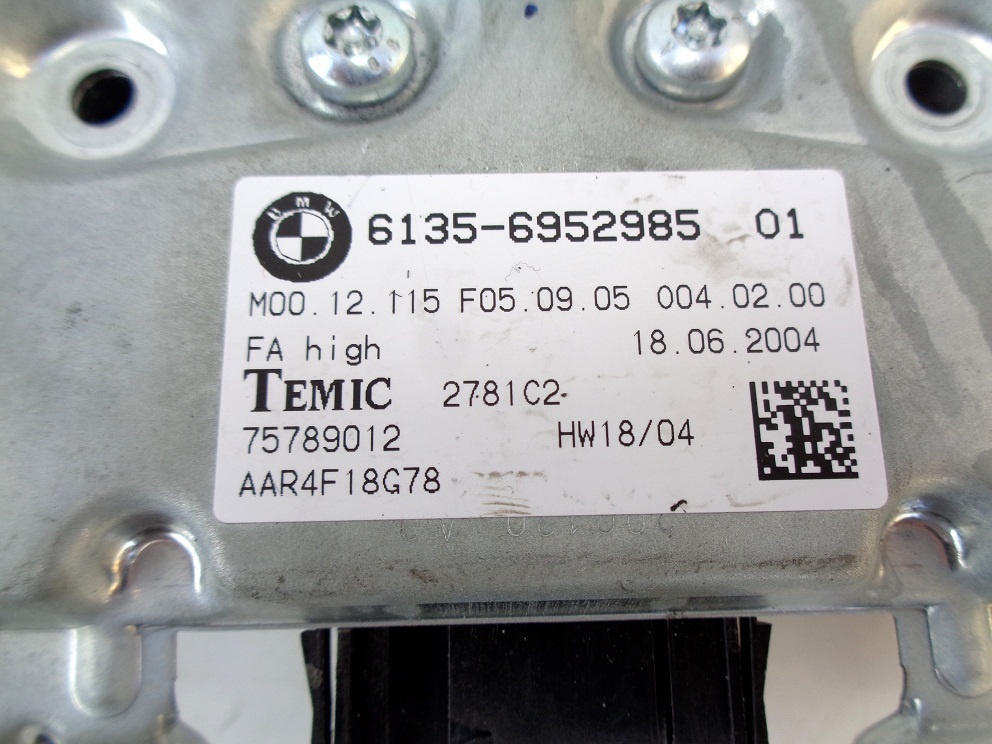 BMW 6135-6952985 01
M00.12.115 F05.09.05 004.02.00
FA high 18.06.2004
TEMIC 2781C2
75789012 HW18/04
AAR4F18G78